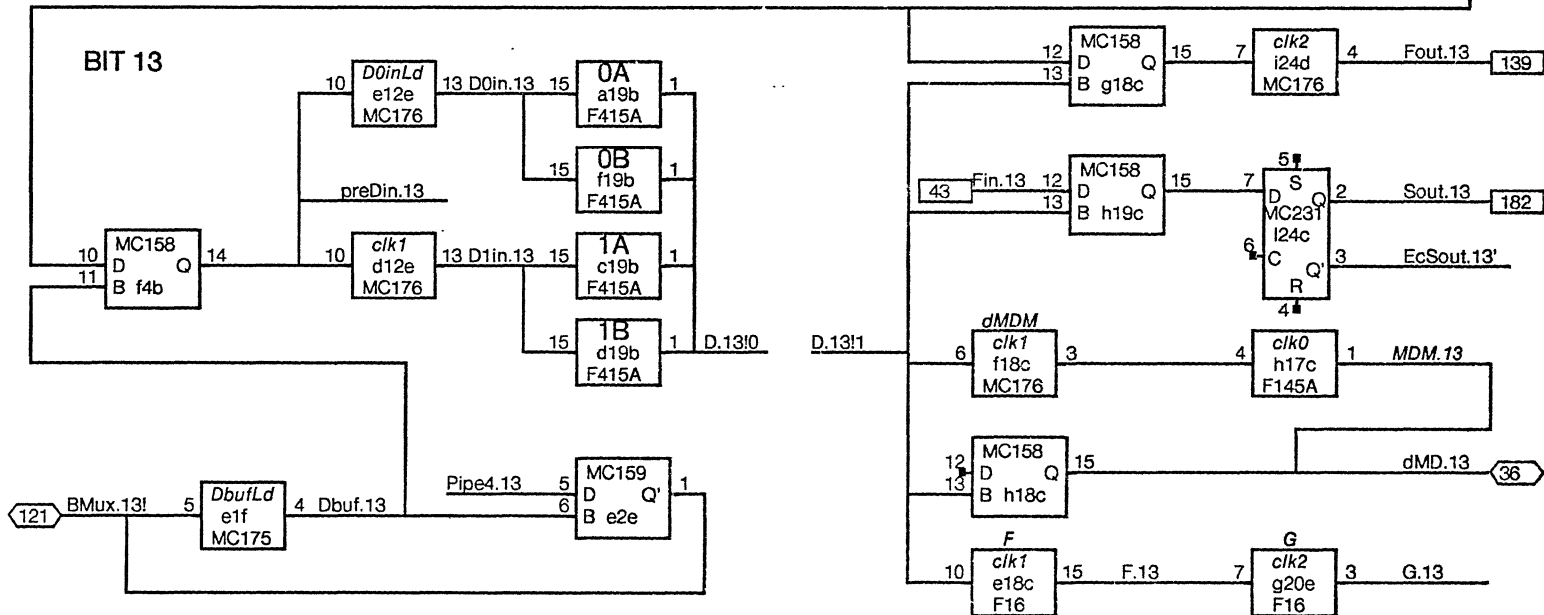 BIT 13
10 D0inLd e12e MC176 13 D0in.13
15 0A a19b F415A 1
15 0B f19b F415A 1
preDin.13
10 D 11 B MC158 f4b Q 14
10 clk1 d12e MC176 13 D1in.13
15 1A c19b F415A 1
15 1B d19b F415A 1 D.13!0
121 BMux.13! 5 DbufLd e1f MC175 4 Dbuf.13
Pipe4.13 5 D 6 B MC159 e2e Q' 1
12 D 13 B MC158 g18c Q 15
7 clk2 i24d MC176 4 Fout.13 139
43 Fin.13 12 D 13 B MC158 h19c Q 15
7 D 5 S MC231 l24c 6 C R 4 Q 2 Sout.13 182
Q' 3 EcSout.13'
D.13!1
dMDM
6 clk1 f18c MC176 3
4 clk0 h17c F145A 1 MDM.13
12 D 13 B MC158 h18c Q 15 dMD.13 36
F
10 clk1 e18c F16 15 F.13
G
7 clk2 g20e F16 3 G.13